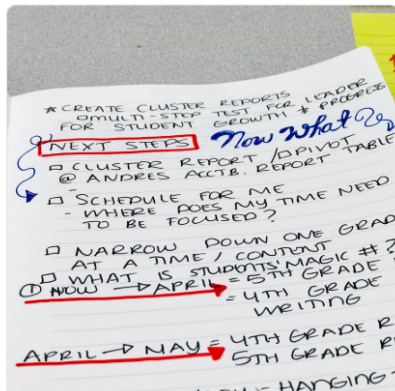 * CREATE CLUSTER REPORTS
□ MULTI-STEP TEST FOR LEADER
FOR STUDENT GROWTH * PROGRESS
NEXT STEPS Now What
□ CLUSTER REPORT / □ PIVOT
@ ANDRES ACCTB. REPORT TABLE
-
□ SCHEDULE FOR ME
- WHERE DOES MY TIME NEED
TO BE FOCUSED?
□ NARROW DOWN ONE GRAD
AT A TIME / CONTENT
□ WHAT IS STUDENTS' MAGIC #?
① NOW → APRIL = 5TH GRADE
= 4TH GRADE
WRITING
APRIL → MAY = 4TH GRADE R
5TH GRADE R
= HANGING